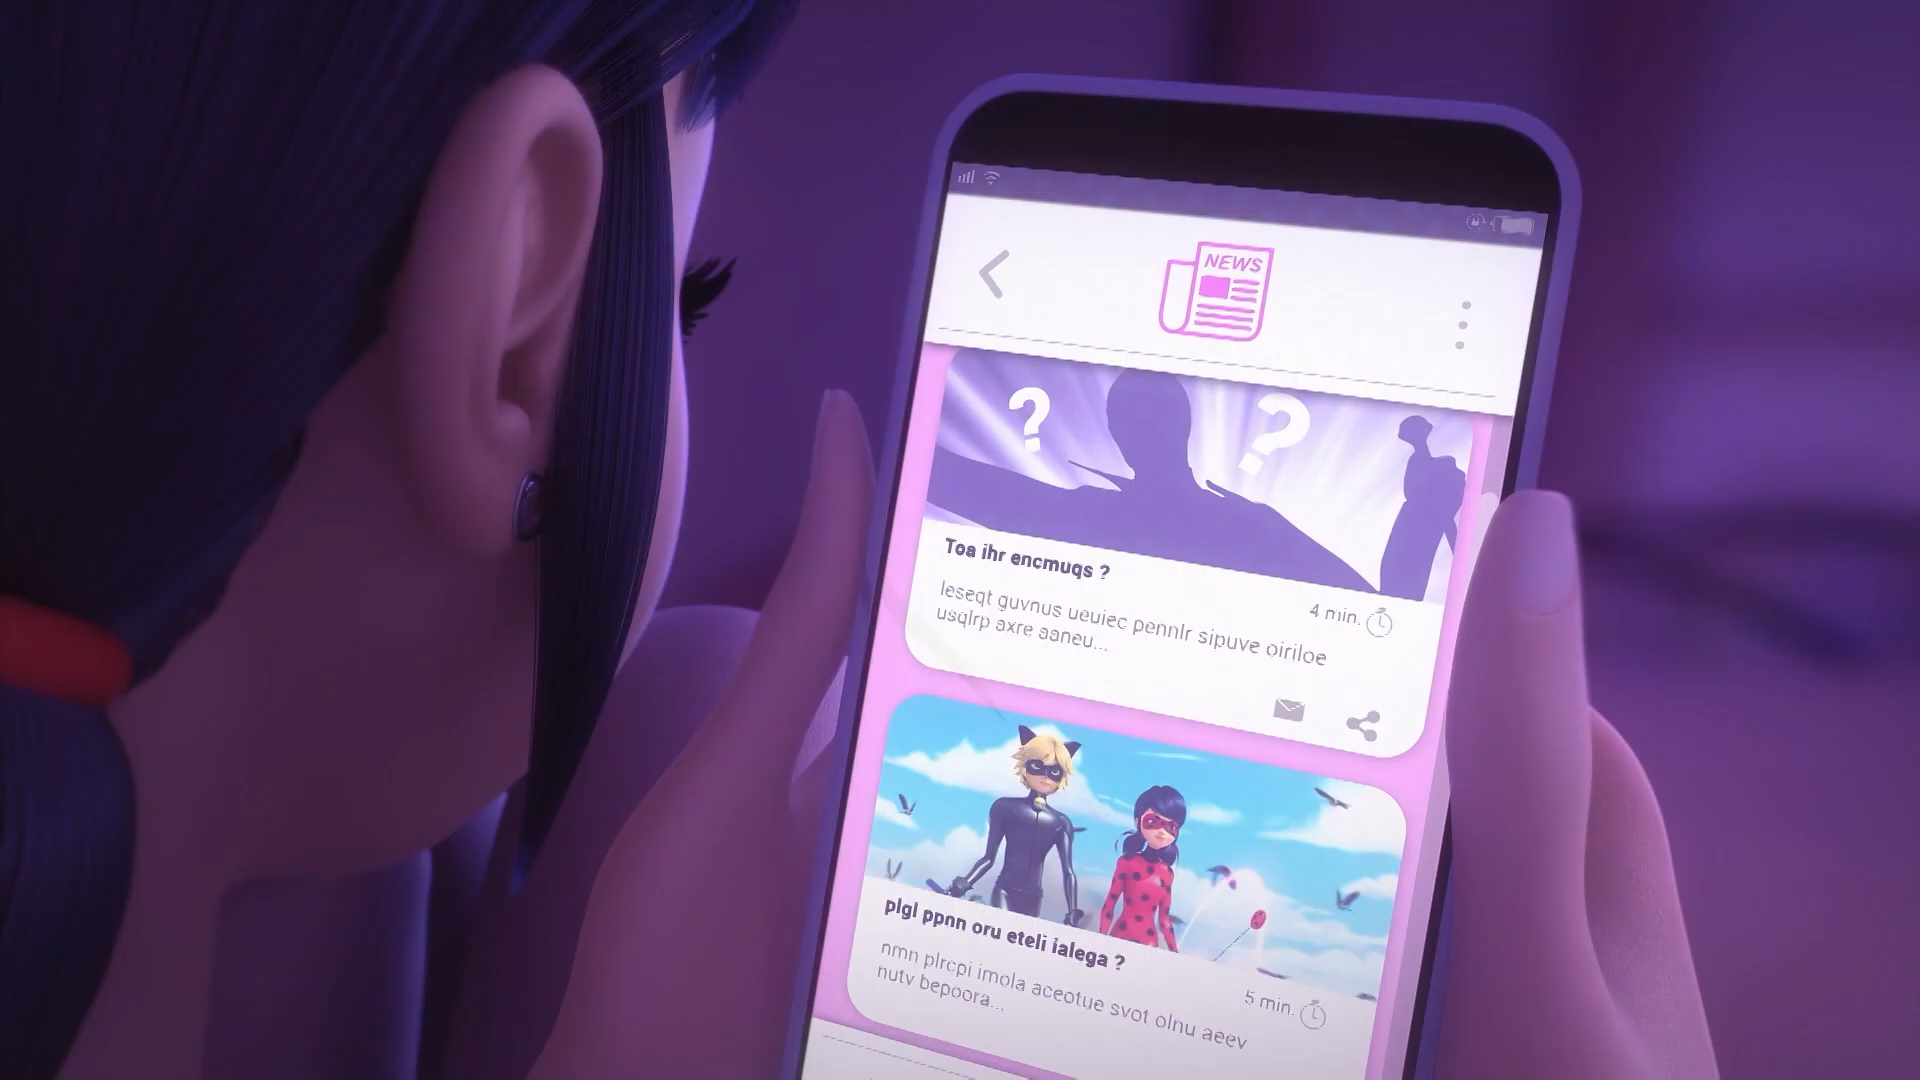 NEWS
? ?
Toa ihr encmuqs ?
4 min.
leseqt guvnus ueuiec pennlr sipuve oiriloe
usqlrp axre aaneu...
plgl ppnn oru eteli ialega ?
5 min.
nmn plrcpi imola aceotue svot olnu aeev
nutv bepoora...